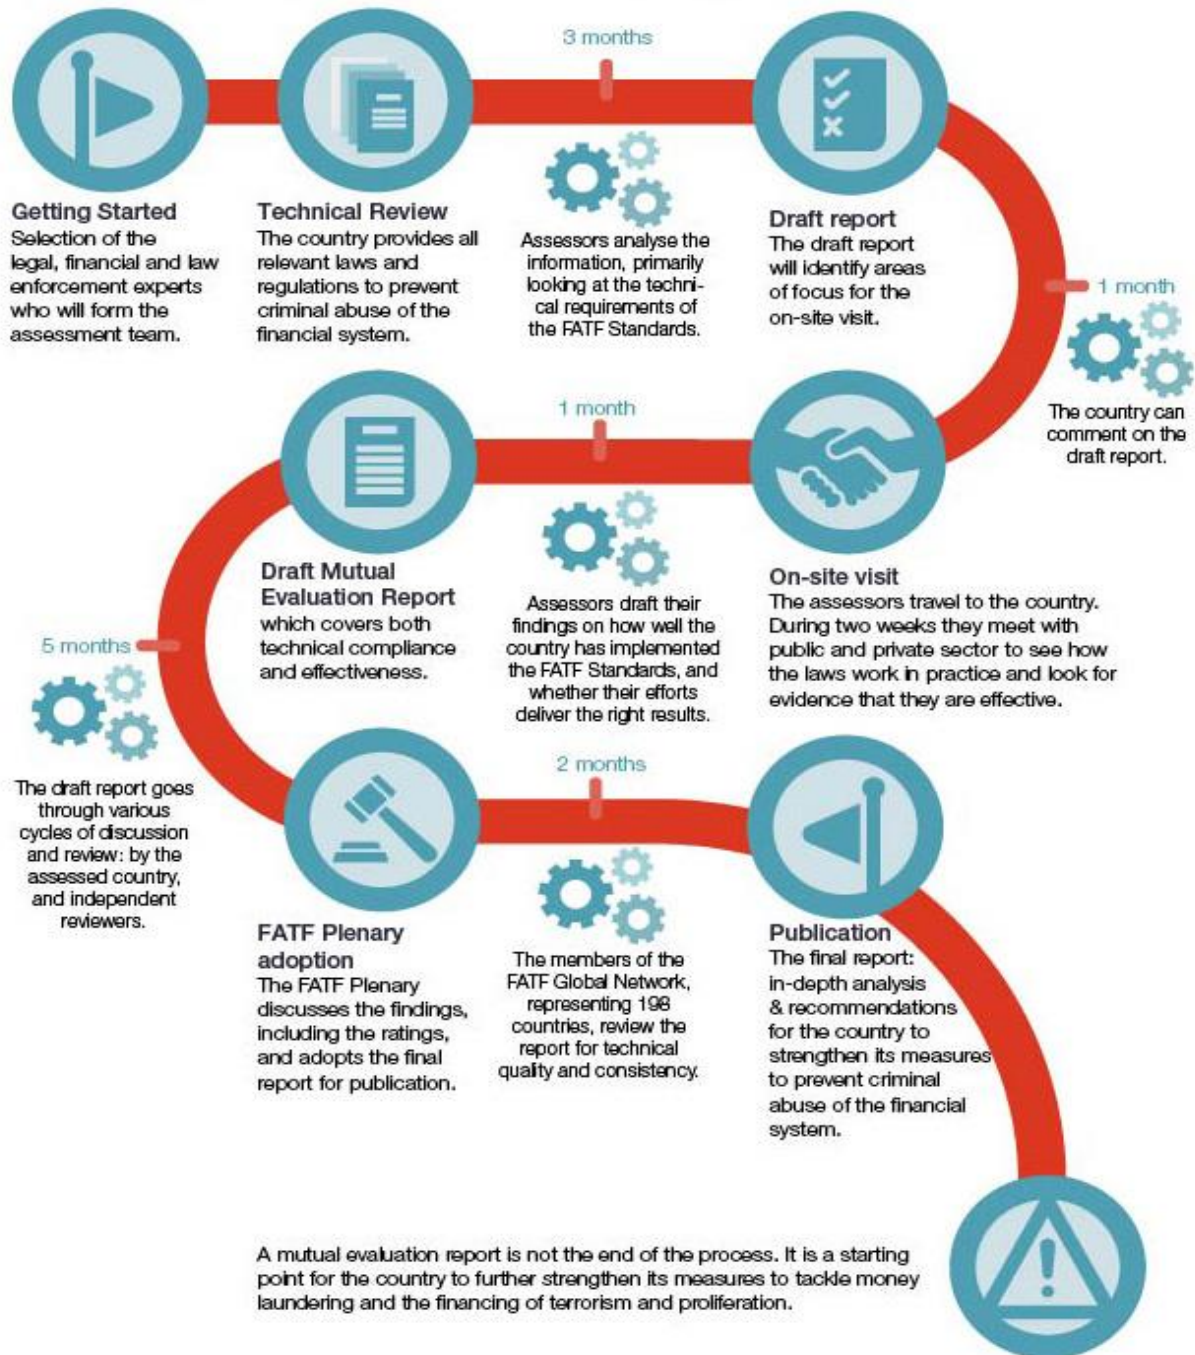 3 months
Getting Started
Selection of the
legal, financial and law
enforcement experts
who will form the
assessment team.
Technical Review
The country provides all
relevant laws and
regulations to prevent
criminal abuse of the
financial system.
Assessors analyse the
information, primarily
looking at the techni-
cal requirements of
the FATF Standards.
Draft report
The draft report
will identify areas
of focus for the
on-site visit.
1 month
The country can
comment on the
draft report.
On-site visit
The assessors travel to the country.
During two weeks they meet with
public and private sector to see how
the laws work in practice and look for
evidence that they are effective.
1 month
Assessors draft their
findings on how well the
country has implemented
the FATF Standards, and
whether their efforts
deliver the right results.
Draft Mutual
Evaluation Report
which covers both
technical compliance
and effectiveness.
5 months
The draft report goes
through various
cycles of discussion
and review: by the
assessed country,
and independent
reviewers.
FATF Plenary
adoption
The FATF Plenary
discusses the findings,
including the ratings,
and adopts the final
report for publication.
2 months
The members of the
FATF Global Network,
representing 198
countries, review the
report for technical
quality and consistency.
Publication
The final report:
in-depth analysis
& recommendations
for the country to
strengthen its measures
to prevent criminal
abuse of the financial
system.
A mutual evaluation report is not the end of the process. It is a starting
point for the country to further strengthen its measures to tackle money
laundering and the financing of terrorism and proliferation.